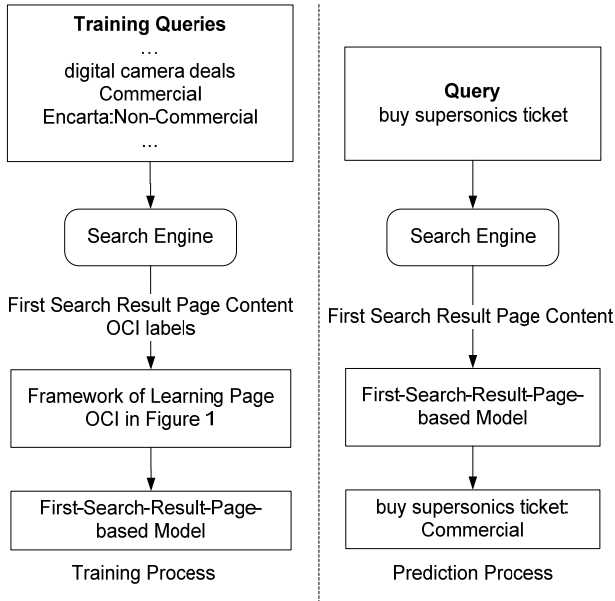 Training Queries
...
digital camera deals
Commercial
Encarta:Non-Commercial
...
Search Engine
First Search Result Page Content
OCI labels
Framework of Learning Page
OCI in Figure 1
First-Search-Result-Page-
based Model
Training Process
Query
buy supersonics ticket
Search Engine
First Search Result Page Content
First-Search-Result-Page-
based Model
buy supersonics ticket:
Commercial
Prediction Process